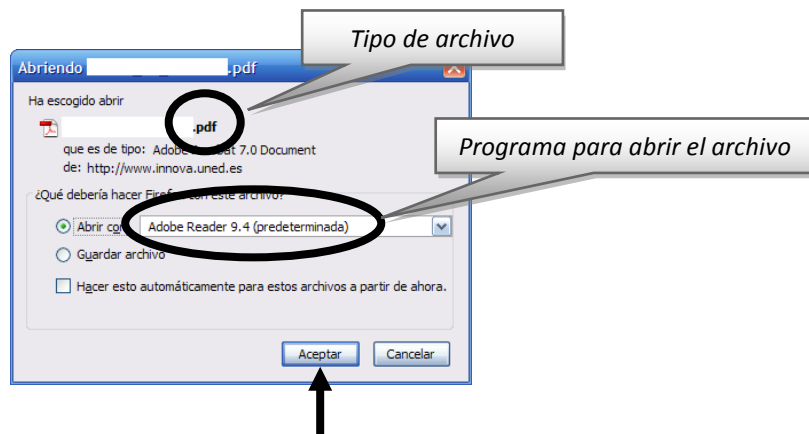 Tipo de archivo
Abriendo .pdf
Ha escogido abrir
.pdf
que es de tipo: Adobe Acrobat 7.0 Document
de: http://www.innova.uned.es
Programa para abrir el archivo
¿Qué debería hacer Firefox con este archivo?
Abrir con Adobe Reader 9.4 (predeterminada)
Guardar archivo
Hacer esto automáticamente para estos archivos a partir de ahora.
Aceptar Cancelar